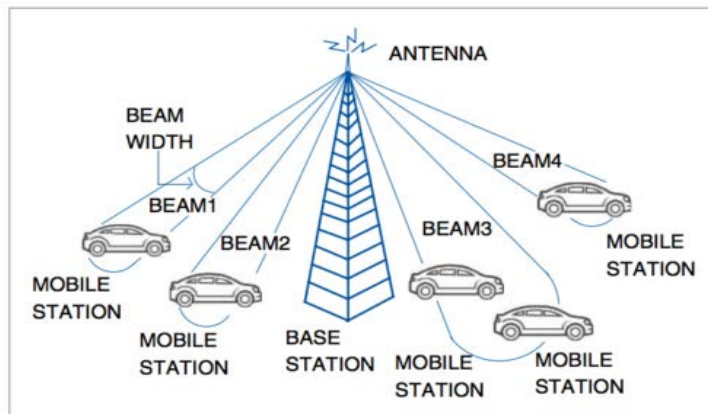 ANTENNA
BEAM
WIDTH
BEAM1
BEAM2
BEAM3
BEAM4
MOBILE
STATION
MOBILE
STATION
BASE
STATION
MOBILE
STATION
MOBILE
STATION
MOBILE
STATION